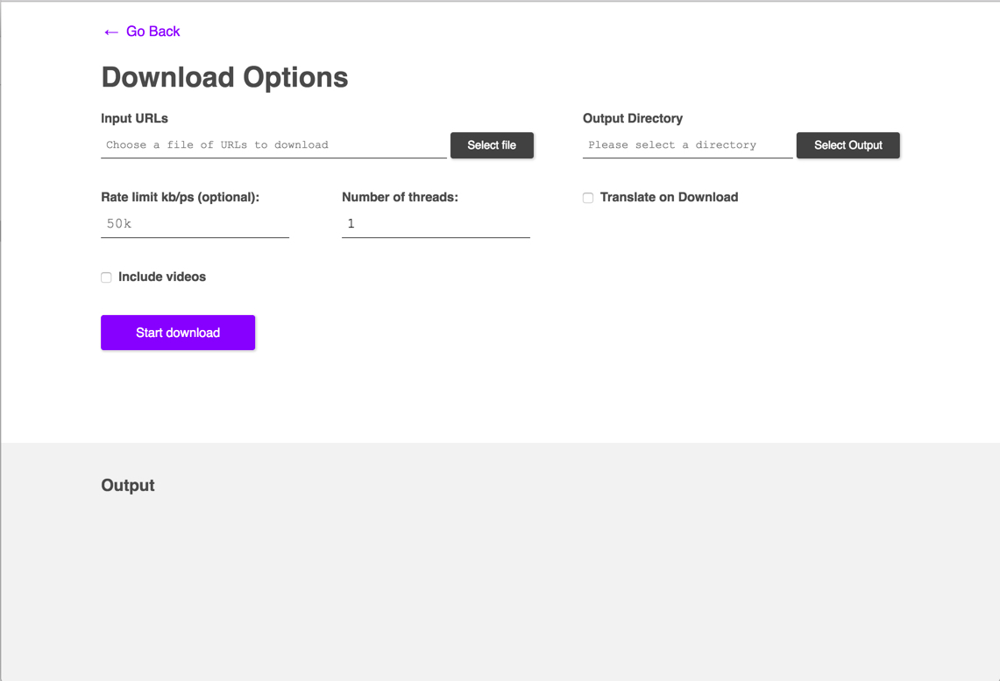 ← Go Back
Download Options
Input URLs
Choose a file of URLs to download
Select file
Output Directory
Please select a directory
Select Output
Rate limit kb/ps (optional):
50k
Number of threads:
1
Translate on Download
Include videos
Start download
Output